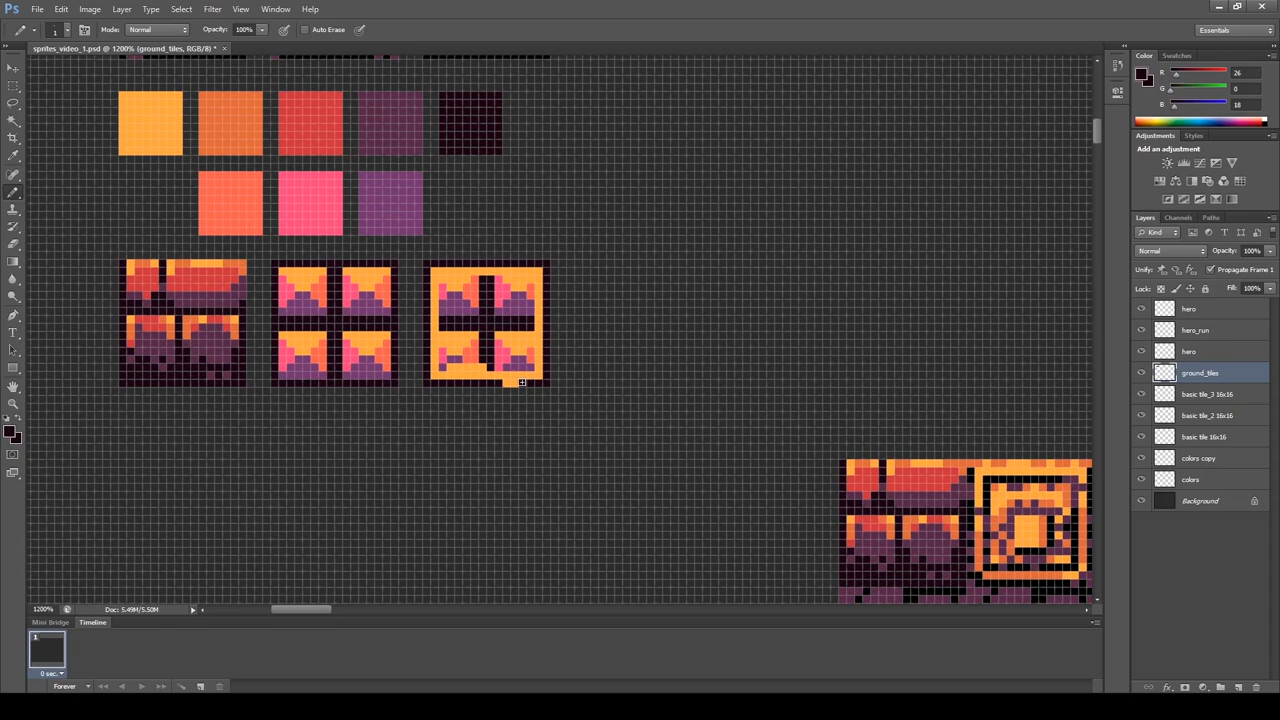 Ps File Edit Image Layer Type Select Filter View Window Help
1 Mode: Normal Opacity: 100% Auto Erase Essentials
sprites_video_1.psd @ 1200% (ground_tiles, RGB/8) * ×
Color Swatches
R 26
G 0
B 18
Adjustments Styles
Add an adjustment
Layers Channels Paths
Kind
Normal Opacity: 100%
Unify: Propagate Frame 1
Lock: Fill: 100%
hero
hero_run
hero
ground_tiles
basic tile_3 16x16
basic tile_2 16x16
basic tile 16x16
colors copy
colors
Background
1200% Doc: 5.49M/5.50M
Mini Bridge Timeline
1
0 sec.
Forever
fx